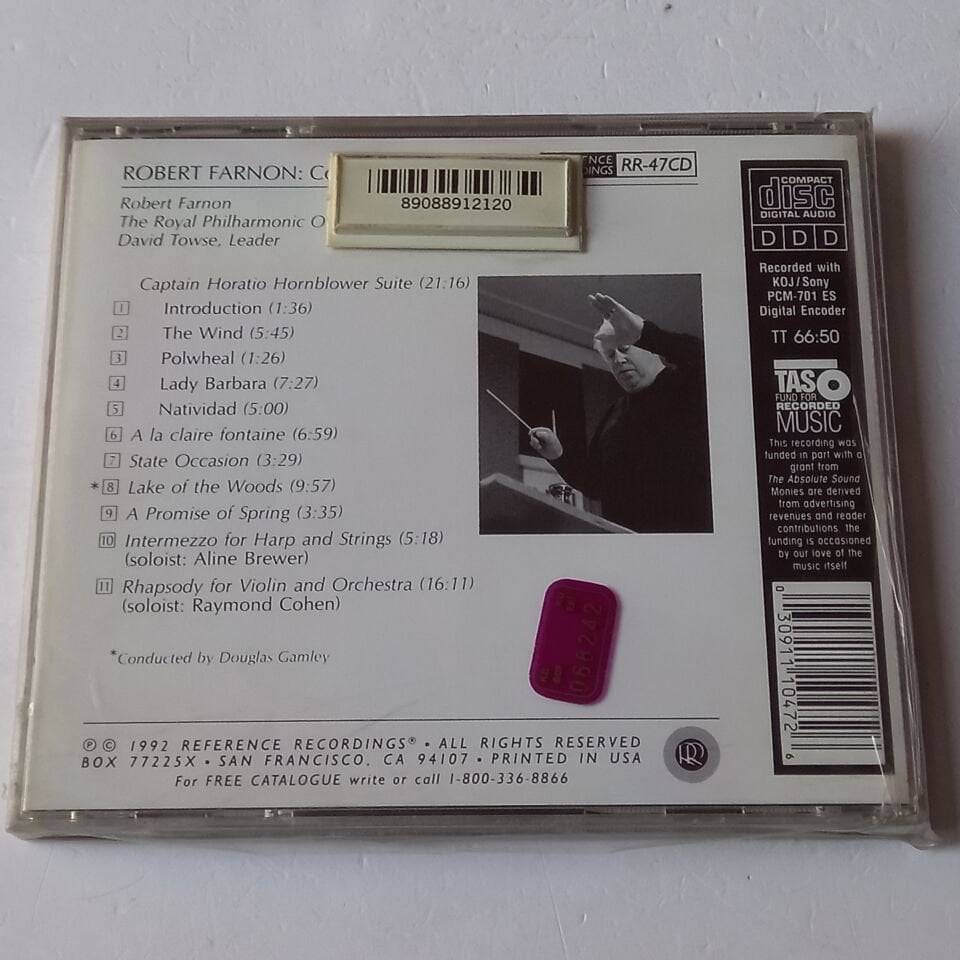 ROBERT FARNON: Co
ENCE
DINGS RR-47CD
89088912120
Robert Farnon
The Royal Philharmonic O
David Towse, Leader
Captain Horatio Hornblower Suite (21:16)
1 Introduction (1:36)
2 The Wind (5:45)
3 Polwheal (1:26)
4 Lady Barbara (7:27)
5 Natividad (5:00)
6 A la claire fontaine (6:59)
7 State Occasion (3:29)
*8 Lake of the Woods (9:57)
9 A Promise of Spring (3:35)
10 Intermezzo for Harp and Strings (5:18)
(soloist: Aline Brewer)
11 Rhapsody for Violin and Orchestra (16:11)
(soloist: Raymond Cohen)
*Conducted by Douglas Gamley
066242
℗ © 1992 REFERENCE RECORDINGS® • ALL RIGHTS RESERVED
BOX 77225X • SAN FRANCISCO, CA 94107 • PRINTED IN USA
For FREE CATALOGUE write or call 1-800-336-8866
RR
COMPACT
disc
DIGITAL AUDIO
DDD
Recorded with
KOJ/Sony
PCM-701 ES
Digital Encoder
TT 66:50
TAS
FUND FOR
RECORDED
MUSIC
This recording was
funded in part with a
grant from
The Absolute Sound
Monies are derived
from advertising
revenues and reader
contributions. the
funding is occasioned
by our love of the
music itself
0 30911 10472 6